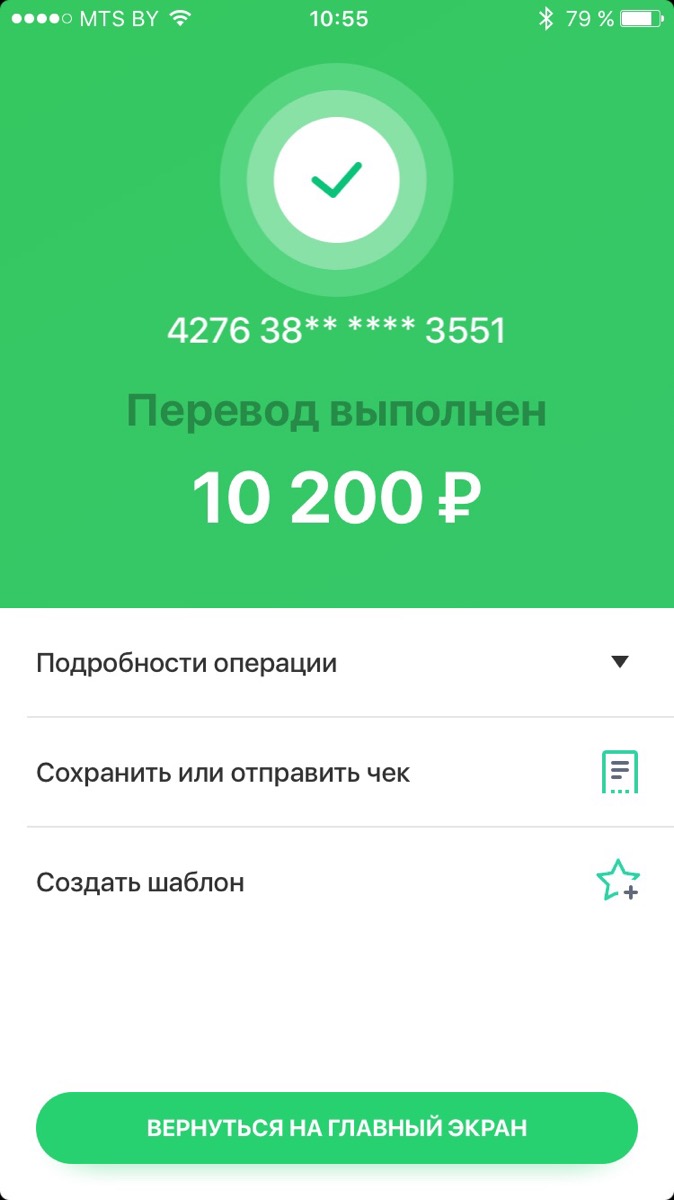 MTS BY 10:55 79 %
4276 38** **** 3551
Перевод выполнен
10 200 ₽
Подробности операции
Сохранить или отправить чек
Создать шаблон
ВЕРНУТЬСЯ НА ГЛАВНЫЙ ЭКРАН